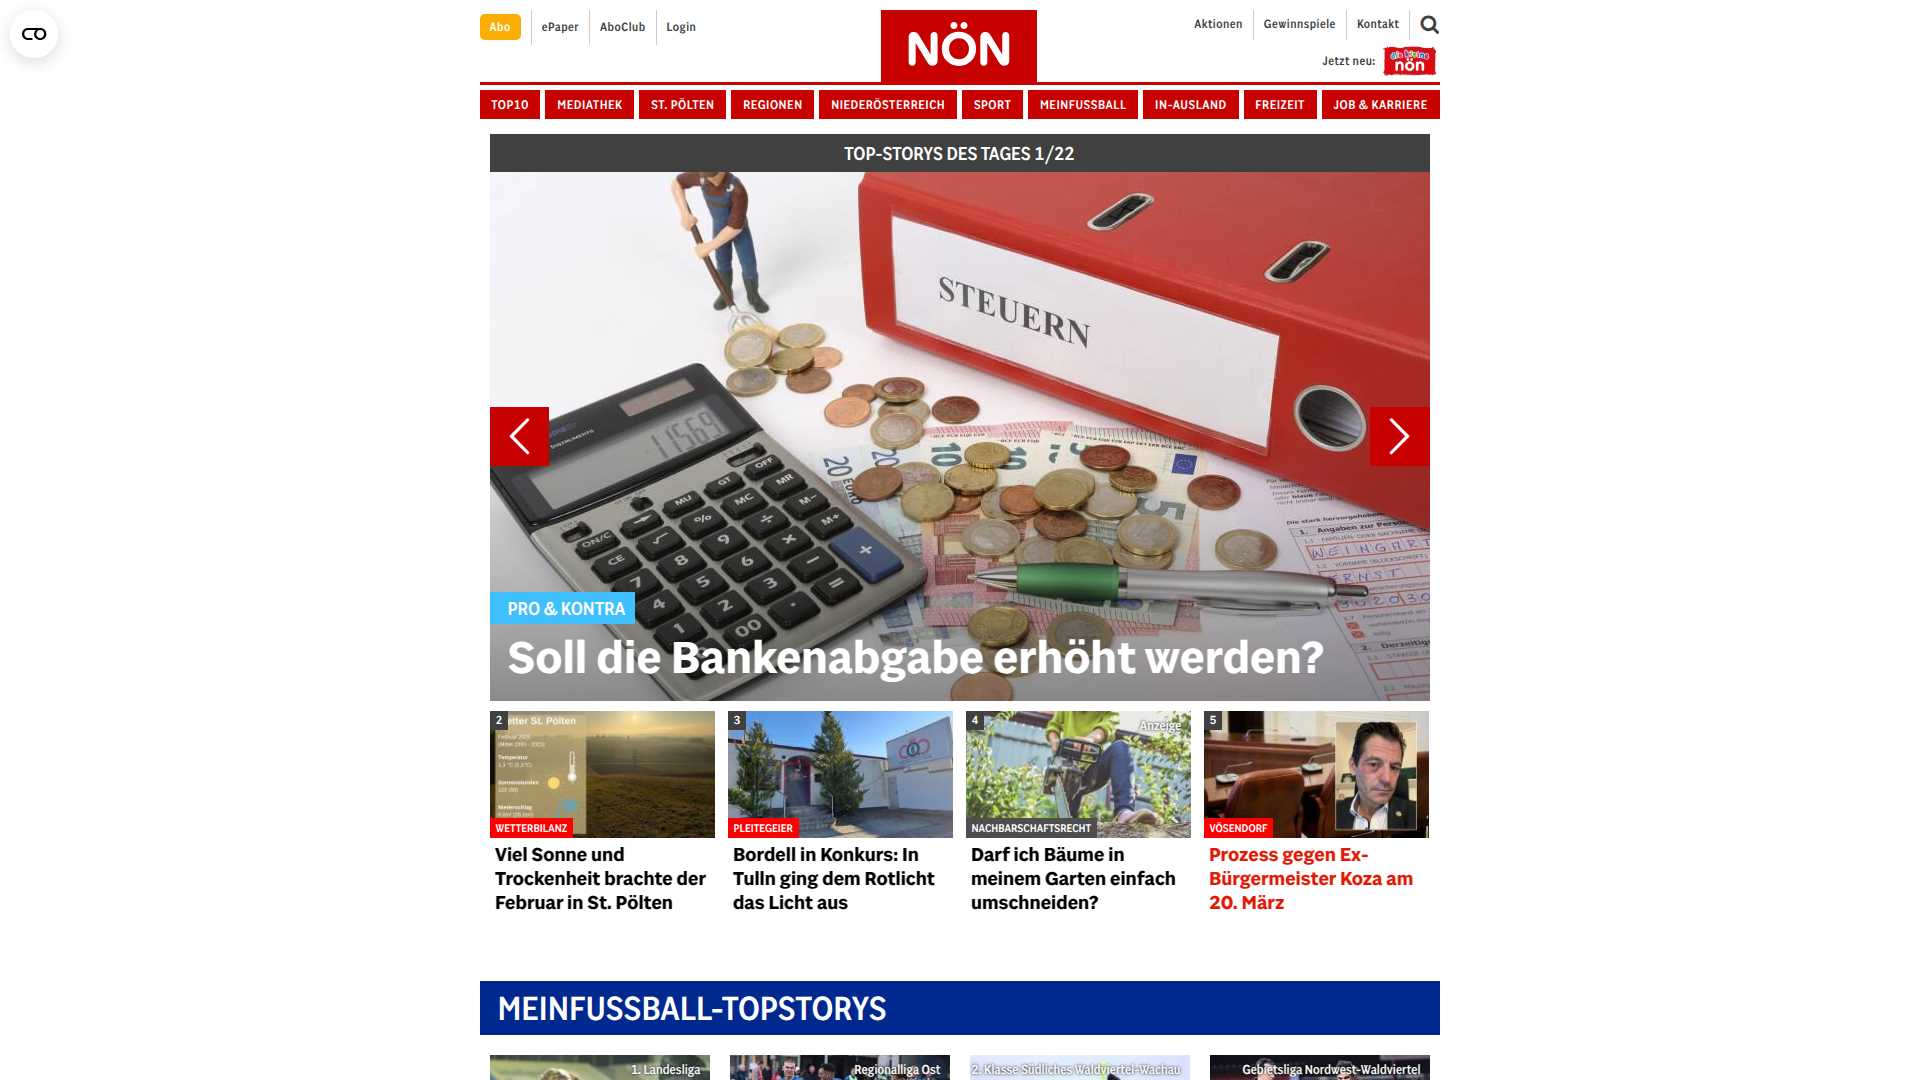 Abo
ePaper
AboClub
Login
NÖN
Aktionen
Gewinnspiele
Kontakt
Jetzt neu:
die kleine
nön
TOP10
MEDIATHEK
ST. PÖLTEN
REGIONEN
NIEDERÖSTERREICH
SPORT
MEINFUSSBALL
IN-AUSLAND
FREIZEIT
JOB & KARRIERE
TOP-STORYS DES TAGES 1/22
STEUERN
PRO & KONTRA
Soll die Bankenabgabe erhöht werden?
2
etter St. Pölten
Temperatur
Sonnenstunden
Niederschlag
WETTERBILANZ
Viel Sonne und
Trockenheit brachte der
Februar in St. Pölten
3
PLEITEGEIER
Bordell in Konkurs: In
Tulln ging dem Rotlicht
das Licht aus
4
Anzeige
NACHBARSCHAFTSRECHT
Darf ich Bäume in
meinem Garten einfach
umschneiden?
5
VÖSENDORF
Prozess gegen Ex-
Bürgermeister Koza am
20. März
MEINFUSSBALL-TOPSTORYS
1. Landesliga
Regionalliga Ost
2. Klasse Südliches Waldviertel-Wachau
Gebietsliga Nordwest-Waldviertel